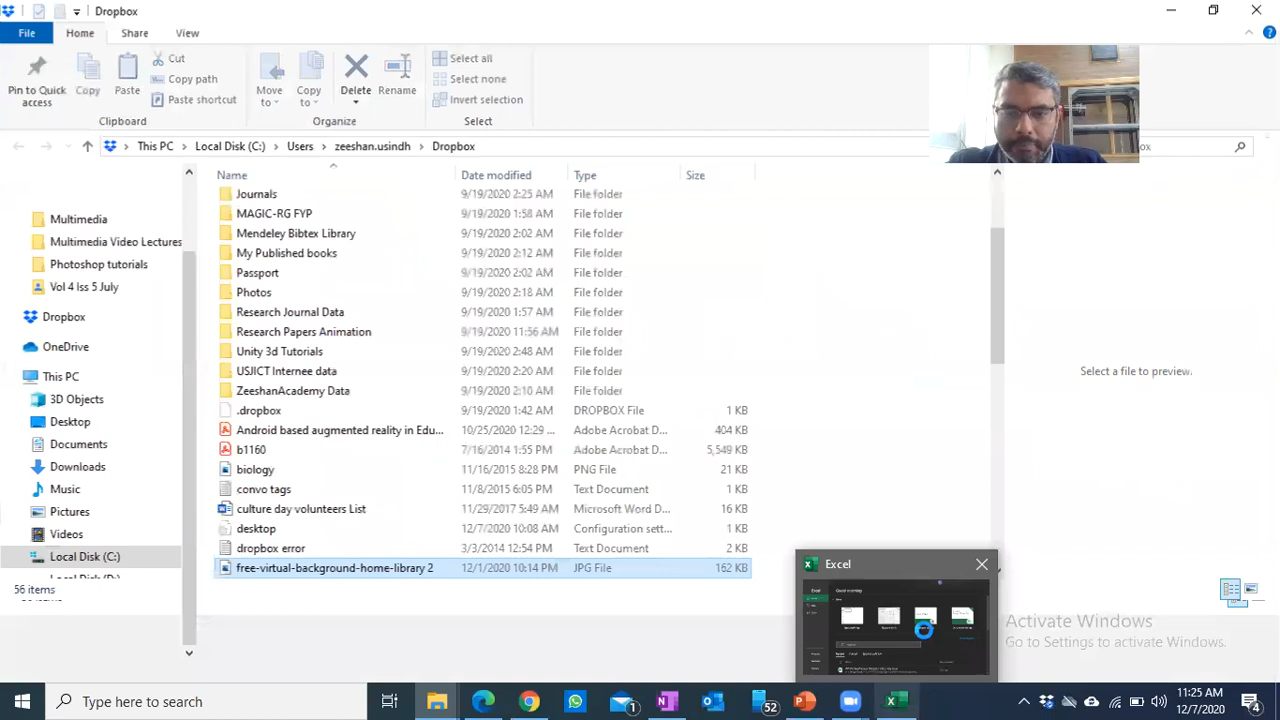 Dropbox
File Home Share View
Pin to Quick access
Copy
Paste
Cut
Copy path
Paste shortcut
Clipboard
Move to
Copy to
Delete
Rename
Organize
Select all
Select none
Invert selection
Select
This PC > Local Disk (C:) > Users > zeeshan.usindh > Dropbox
Name Date modified Type Size
Multimedia
Multimedia Video Lectures
Photoshop tutorials
Vol 4 Iss 5 July
Dropbox
OneDrive
This PC
3D Objects
Desktop
Documents
Downloads
Music
Pictures
Videos
Local Disk (C:)
Journals 9/19/2020 2:25 AM File folder
MAGIC-RG FYP 9/19/2020 1:58 AM File folder
Mendeley Bibtex Library 9/19/2020 2:02 AM File folder
My Published books 9/19/2020 2:12 AM File folder
Passport 9/19/2020 2:02 AM File folder
Photos 9/19/2020 2:18 AM File folder
Research Journal Data 9/19/2020 1:57 AM File folder
Research Papers Animation 9/19/2020 11:56 AM File folder
Unity 3d Tutorials 9/19/2020 2:48 AM File folder
USJICT Internee data 9/19/2020 2:20 AM File folder
ZeeshanAcademy Data 9/19/2020 2:10 AM File folder
.dropbox 9/19/2020 1:42 AM DROPBOX File 1 KB
Android based augmented reality in Edu... 10/25/2020 12:29 ... Adobe Acrobat D... 404 KB
b1160 7/16/2014 1:55 PM Adobe Acrobat D... 5,549 KB
biology 11/16/2015 8:28 PM PNG File 21 KB
convo tags 11/8/2015 6:05 PM Text Document 1 KB
culture day volunteers List 11/23/2017 5:49 AM Microsoft Word D... 16 KB
desktop 12/7/2020 10:08 AM Configuration sett... 1 KB
dropbox error 3/3/2014 12:54 PM Text Document 2 KB
free-virtual-background-home-library 2 12/1/2020 10:14 PM JPG File 162 KB
Select a file to preview.
56 items
Excel
Good morning
Activate Windows
Go to Settings to activate Windows.
Type here to search
1
52
11:25 AM
12/7/2020
4